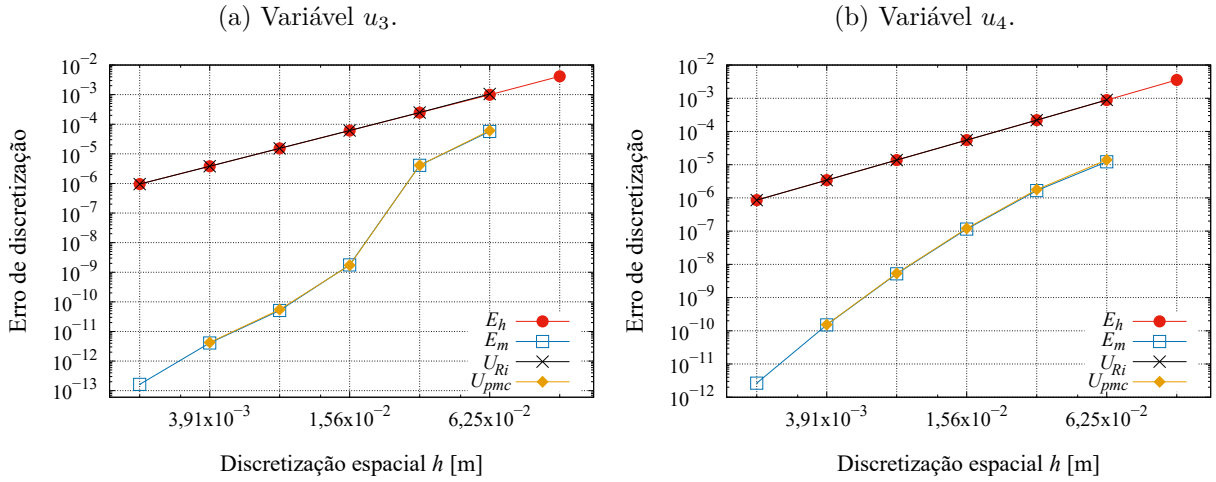 (a) Variável u₃.
10⁻²
10⁻³
10⁻⁴
10⁻⁵
10⁻⁶
10⁻⁷
10⁻⁸
10⁻⁹
10⁻¹⁰
10⁻¹¹
10⁻¹²
10⁻¹³
Erro de discretização
E_h
E_m
U_Ri
U_pmc
3,91x10⁻³
1,56x10⁻²
6,25x10⁻²
Discretização espacial h [m]
(b) Variável u₄.
10⁻²
10⁻³
10⁻⁴
10⁻⁵
10⁻⁶
10⁻⁷
10⁻⁸
10⁻⁹
10⁻¹⁰
10⁻¹¹
10⁻¹²
Erro de discretização
E_h
E_m
U_Ri
U_pmc
3,91x10⁻³
1,56x10⁻²
6,25x10⁻²
Discretização espacial h [m]